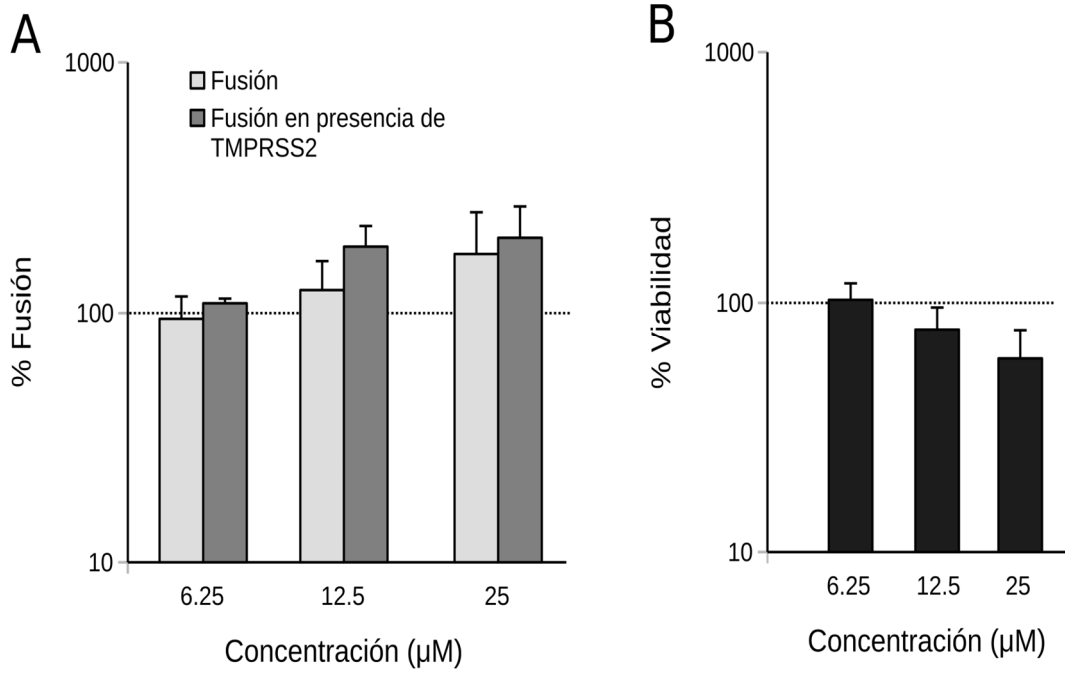 A
1000
Fusión
Fusión en presencia de
TMPRSS2
% Fusión
100
10
6.25 12.5 25
Concentración (µM)
B
1000
% Viabilidad
100
10
6.25 12.5 25
Concentración (µM)